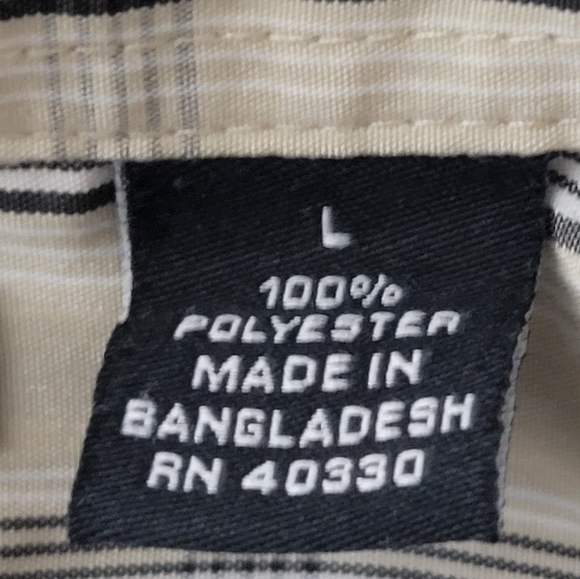 L
100%
POLYESTER
MADE IN
BANGLADESH
RN 40330